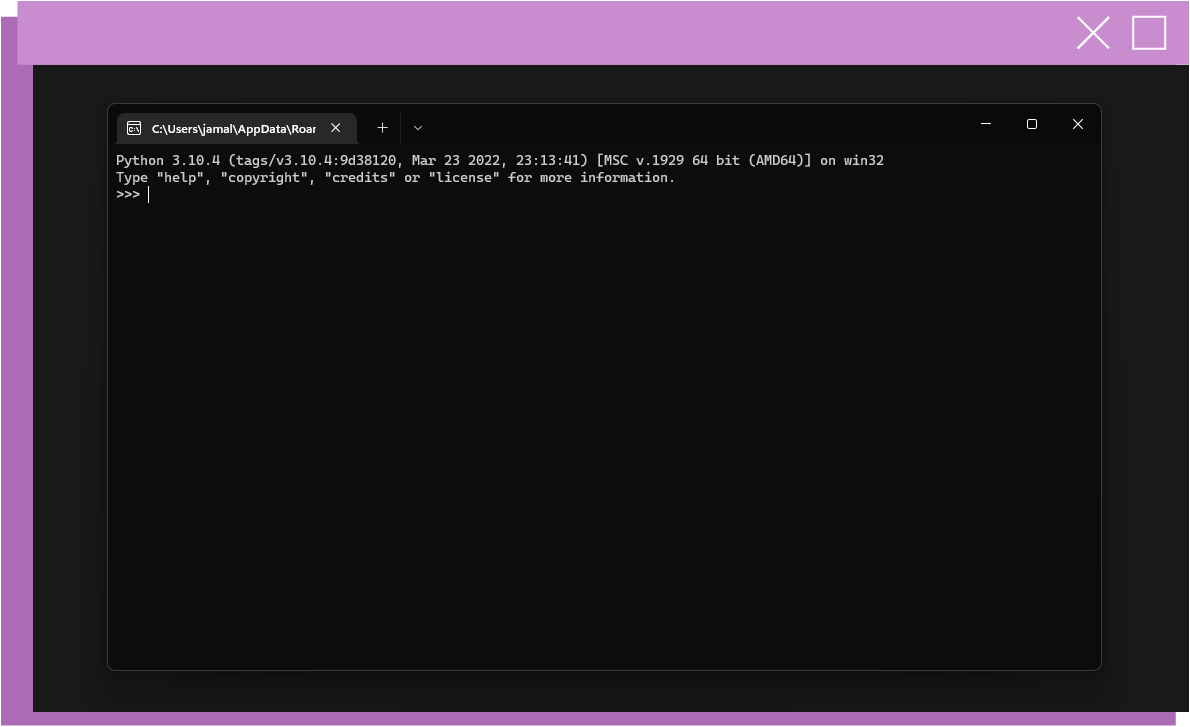 C:\Users\jamal\AppData\Roar
Python 3.10.4 (tags/v3.10.4:9d38120, Mar 23 2022, 23:13:41) [MSC v.1929 64 bit (AMD64)] on win32
Type "help", "copyright", "credits" or "license" for more information.
>>>